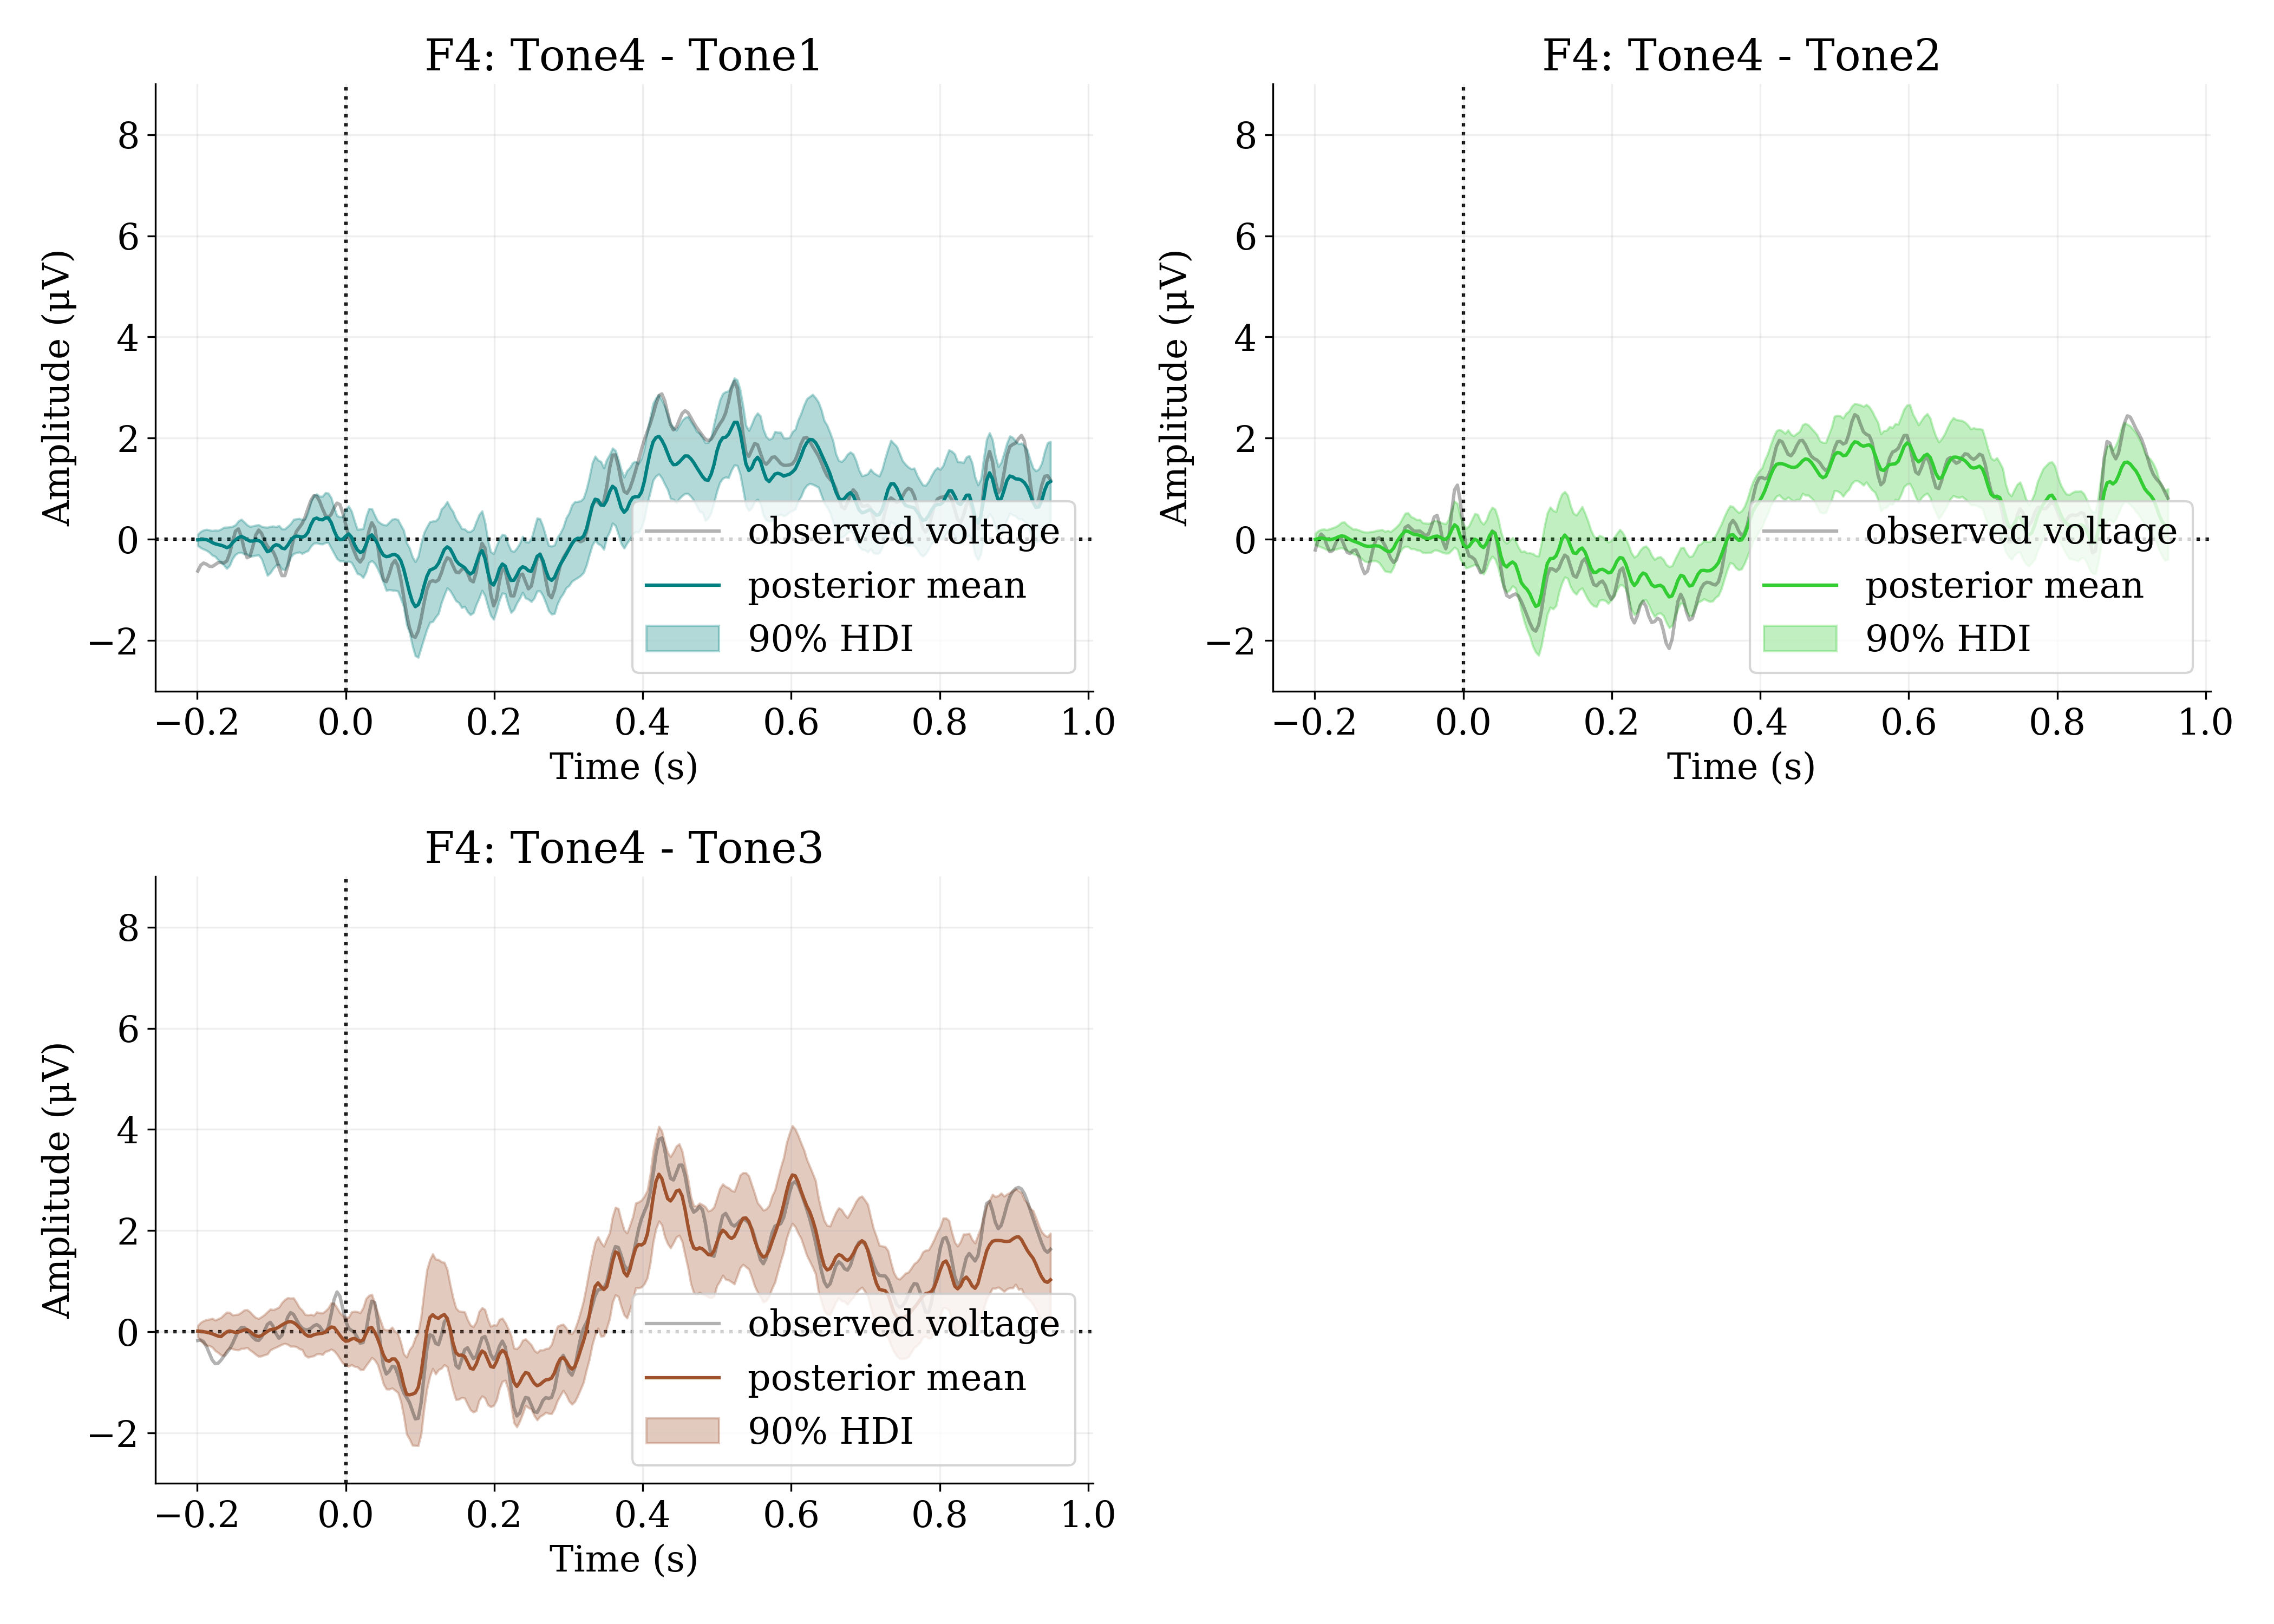 F4: Tone4 - Tone1
Amplitude (µV)
8
6
4
2
0
−2
observed voltage
posterior mean
90% HDI
−0.2 0.0 0.2 0.4 0.6 0.8 1.0
Time (s)
F4: Tone4 - Tone2
Amplitude (µV)
8
6
4
2
0
−2
observed voltage
posterior mean
90% HDI
−0.2 0.0 0.2 0.4 0.6 0.8 1.0
Time (s)
F4: Tone4 - Tone3
Amplitude (µV)
8
6
4
2
0
−2
observed voltage
posterior mean
90% HDI
−0.2 0.0 0.2 0.4 0.6 0.8 1.0
Time (s)